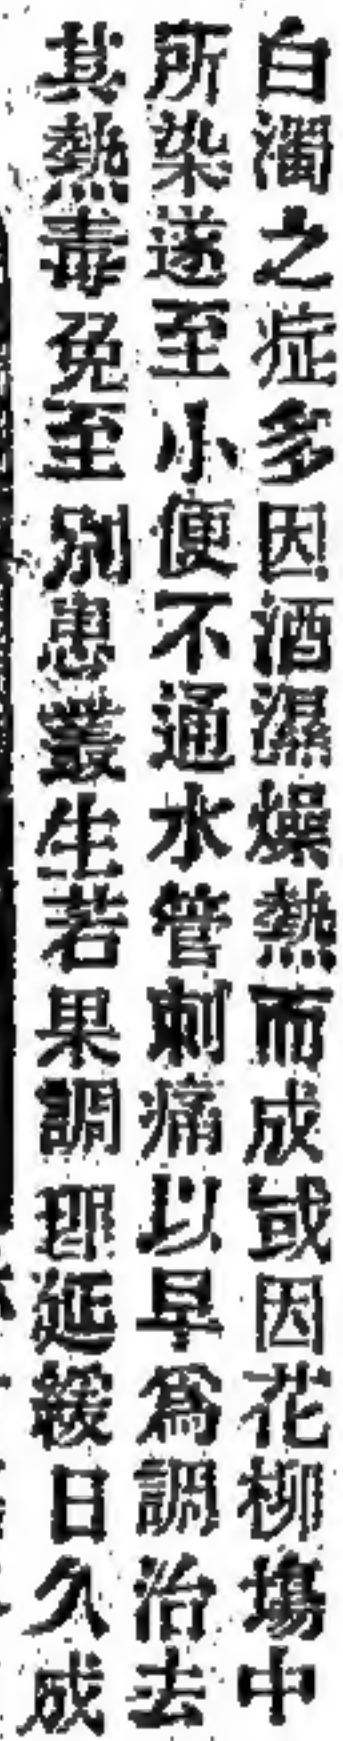 白濁之症多因酒濕燥熱而成或因花柳塲中
所染遂至小便不通水管刺痛以早爲調治去
其熱毒免至別患叢生若果調理延緩日久成